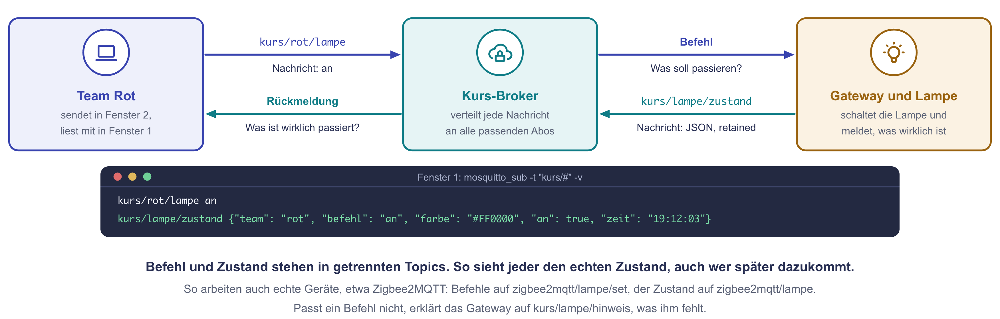 kurs/rot/lampe
Nachricht: an
Rückmeldung
Was ist wirklich passiert?
Befehl
Was soll passieren?
kurs/lampe/zustand
Nachricht: JSON, retained
Team Rot
sendet in Fenster 2,
liest mit in Fenster 1
Kurs-Broker
verteilt jede Nachricht
an alle passenden Abos
Gateway und Lampe
schaltet die Lampe und
meldet, was wirklich ist
Fenster 1: mosquitto_sub -t "kurs/#" -v
kurs/rot/lampe an
kurs/lampe/zustand {"team": "rot", "befehl": "an", "farbe": "#FF0000", "an": true, "zeit": "19:12:03"}
Befehl und Zustand stehen in getrennten Topics. So sieht jeder den echten Zustand, auch wer später dazukommt.
So arbeiten auch echte Geräte, etwa Zigbee2MQTT: Befehle auf zigbee2mqtt/lampe/set, der Zustand auf zigbee2mqtt/lampe.
Passt ein Befehl nicht, erklärt das Gateway auf kurs/lampe/hinweis, was ihm fehlt.